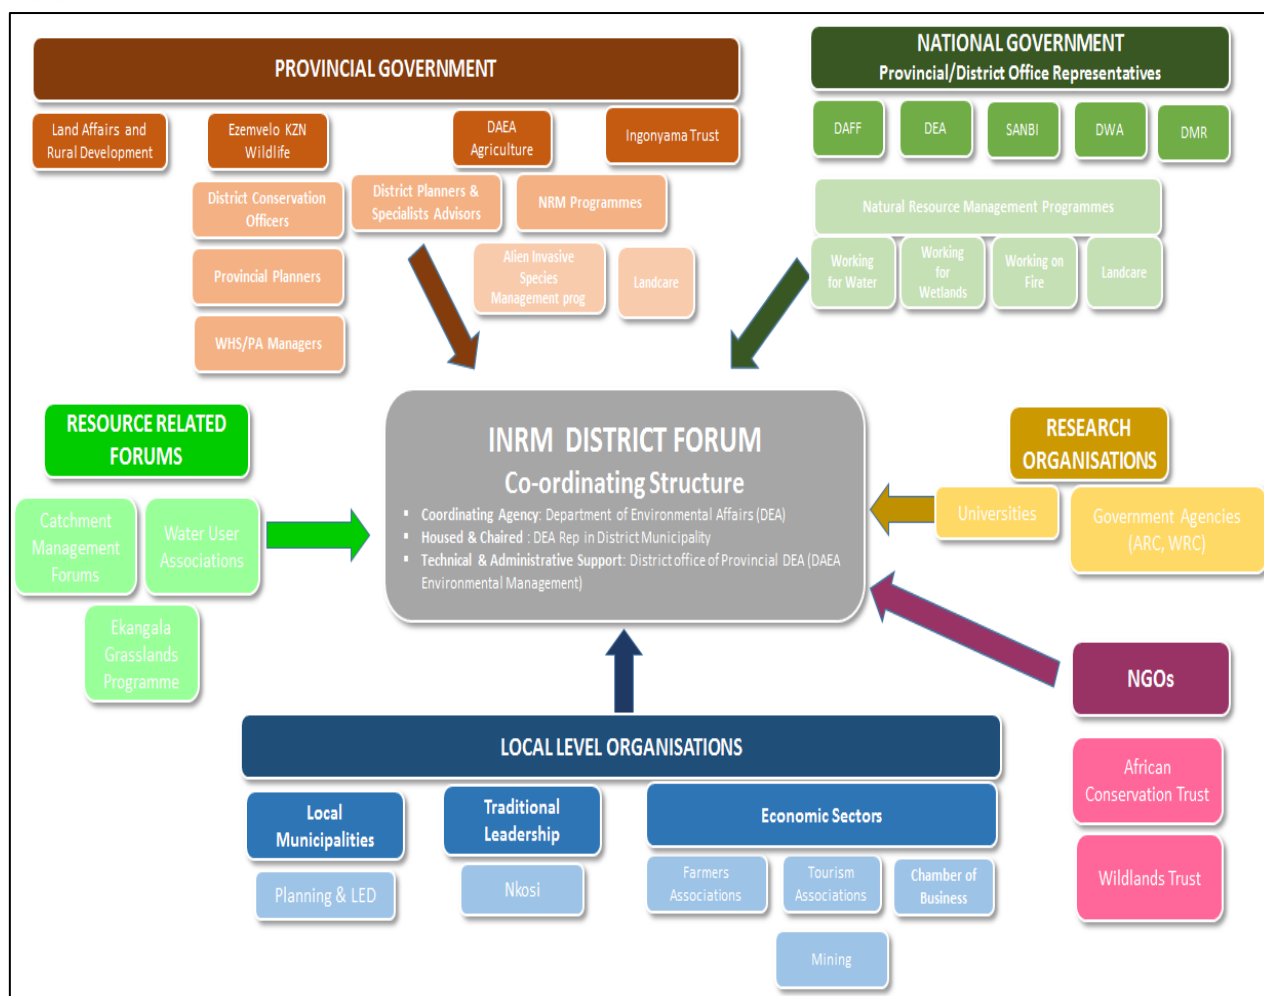 PROVINCIAL GOVERNMENT
Land Affairs and
Rural Development
Ezemvelo KZN
Wildlife
DAEA
Agriculture
Ingonyama Trust
District Conservation
Officers
District Planners &
Specialists Advisors
NRM Programmes
Provincial Planners
Alien Invasive
Species
Management prog
Landcare
WHS/PA Managers
NATIONAL GOVERNMENT
Provincial/District Office Representatives
DAFF
DEA
SANBI
DWA
DMR
Natural Resource Management Programmes
Working
for Water
Working
for
Wetlands
Working on
Fire
Landcare
RESOURCE RELATED
FORUMS
Catchment
Management
Forums
Water User
Associations
Ekangala
Grasslands
Programme
INRM DISTRICT FORUM
Co-ordinating Structure
▪ Coordinating Agency: Department of Environmental Affairs (DEA)
▪ Housed & Chaired : DEA Rep in District Municipality
▪ Technical & Administrative Support: District office of Provincial DEA (DAEA
Environmental Management)
RESEARCH
ORGANISATIONS
Universities
Government Agencies
(ARC, WRC)
NGOs
African
Conservation Trust
Wildlands Trust
LOCAL LEVEL ORGANISATIONS
Local
Municipalities
Planning & LED
Traditional
Leadership
Nkosi
Economic Sectors
Farmers
Associations
Tourism
Associations
Chamber of
Business
Mining